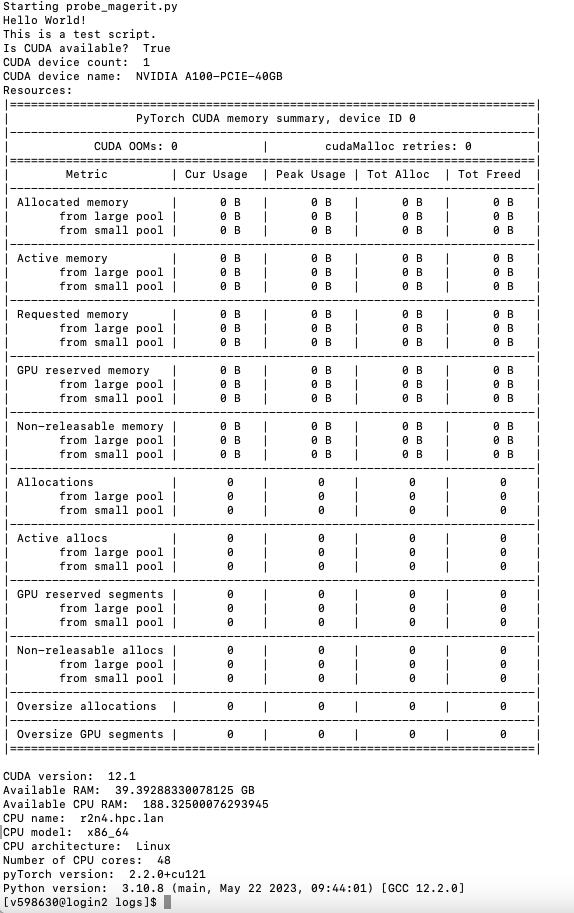 Starting probe_magerit.py
Hello World!
This is a test script.
Is CUDA available?  True
CUDA device count:  1
CUDA device name:  NVIDIA A100-PCIE-40GB
Resources:
|===========================================================================|
|                  PyTorch CUDA memory summary, device ID 0                 |
|---------------------------------------------------------------------------|
|            CUDA OOMs: 0            |        cudaMalloc retries: 0         |
|===========================================================================|
|        Metric         | Cur Usage  | Peak Usage | Tot Alloc  | Tot Freed  |
|---------------------------------------------------------------------------|
| Allocated memory      |      0 B   |      0 B   |      0 B   |      0 B   |
|       from large pool |      0 B   |      0 B   |      0 B   |      0 B   |
|       from small pool |      0 B   |      0 B   |      0 B   |      0 B   |
|---------------------------------------------------------------------------|
| Active memory         |      0 B   |      0 B   |      0 B   |      0 B   |
|       from large pool |      0 B   |      0 B   |      0 B   |      0 B   |
|       from small pool |      0 B   |      0 B   |      0 B   |      0 B   |
|---------------------------------------------------------------------------|
| Requested memory      |      0 B   |      0 B   |      0 B   |      0 B   |
|       from large pool |      0 B   |      0 B   |      0 B   |      0 B   |
|       from small pool |      0 B   |      0 B   |      0 B   |      0 B   |
|---------------------------------------------------------------------------|
| GPU reserved memory   |      0 B   |      0 B   |      0 B   |      0 B   |
|       from large pool |      0 B   |      0 B   |      0 B   |      0 B   |
|       from small pool |      0 B   |      0 B   |      0 B   |      0 B   |
|---------------------------------------------------------------------------|
| Non-releasable memory |      0 B   |      0 B   |      0 B   |      0 B   |
|       from large pool |      0 B   |      0 B   |      0 B   |      0 B   |
|       from small pool |      0 B   |      0 B   |      0 B   |      0 B   |
|---------------------------------------------------------------------------|
| Allocations           |       0    |       0    |       0    |       0    |
|       from large pool |       0    |       0    |       0    |       0    |
|       from small pool |       0    |       0    |       0    |       0    |
|---------------------------------------------------------------------------|
| Active allocs         |       0    |       0    |       0    |       0    |
|       from large pool |       0    |       0    |       0    |       0    |
|       from small pool |       0    |       0    |       0    |       0    |
|---------------------------------------------------------------------------|
| GPU reserved segments |       0    |       0    |       0    |       0    |
|       from large pool |       0    |       0    |       0    |       0    |
|       from small pool |       0    |       0    |       0    |       0    |
|---------------------------------------------------------------------------|
| Non-releasable allocs |       0    |       0    |       0    |       0    |
|       from large pool |       0    |       0    |       0    |       0    |
|       from small pool |       0    |       0    |       0    |       0    |
|---------------------------------------------------------------------------|
| Oversize allocations  |       0    |       0    |       0    |       0    |
|---------------------------------------------------------------------------|
| Oversize GPU segments |       0    |       0    |       0    |       0    |
|===========================================================================|
CUDA version:  12.1
Available RAM:  39.39288330078125 GB
Available CPU RAM:  188.32500076293945
CPU name:  r2n4.hpc.lan
CPU model:  x86_64
CPU architecture:  Linux
Number of CPU cores:  48
pyTorch version:  2.2.0+cu121
Python version:  3.10.8 (main, May 22 2023, 09:44:01) [GCC 12.2.0]
[v598630@login2 logs]$